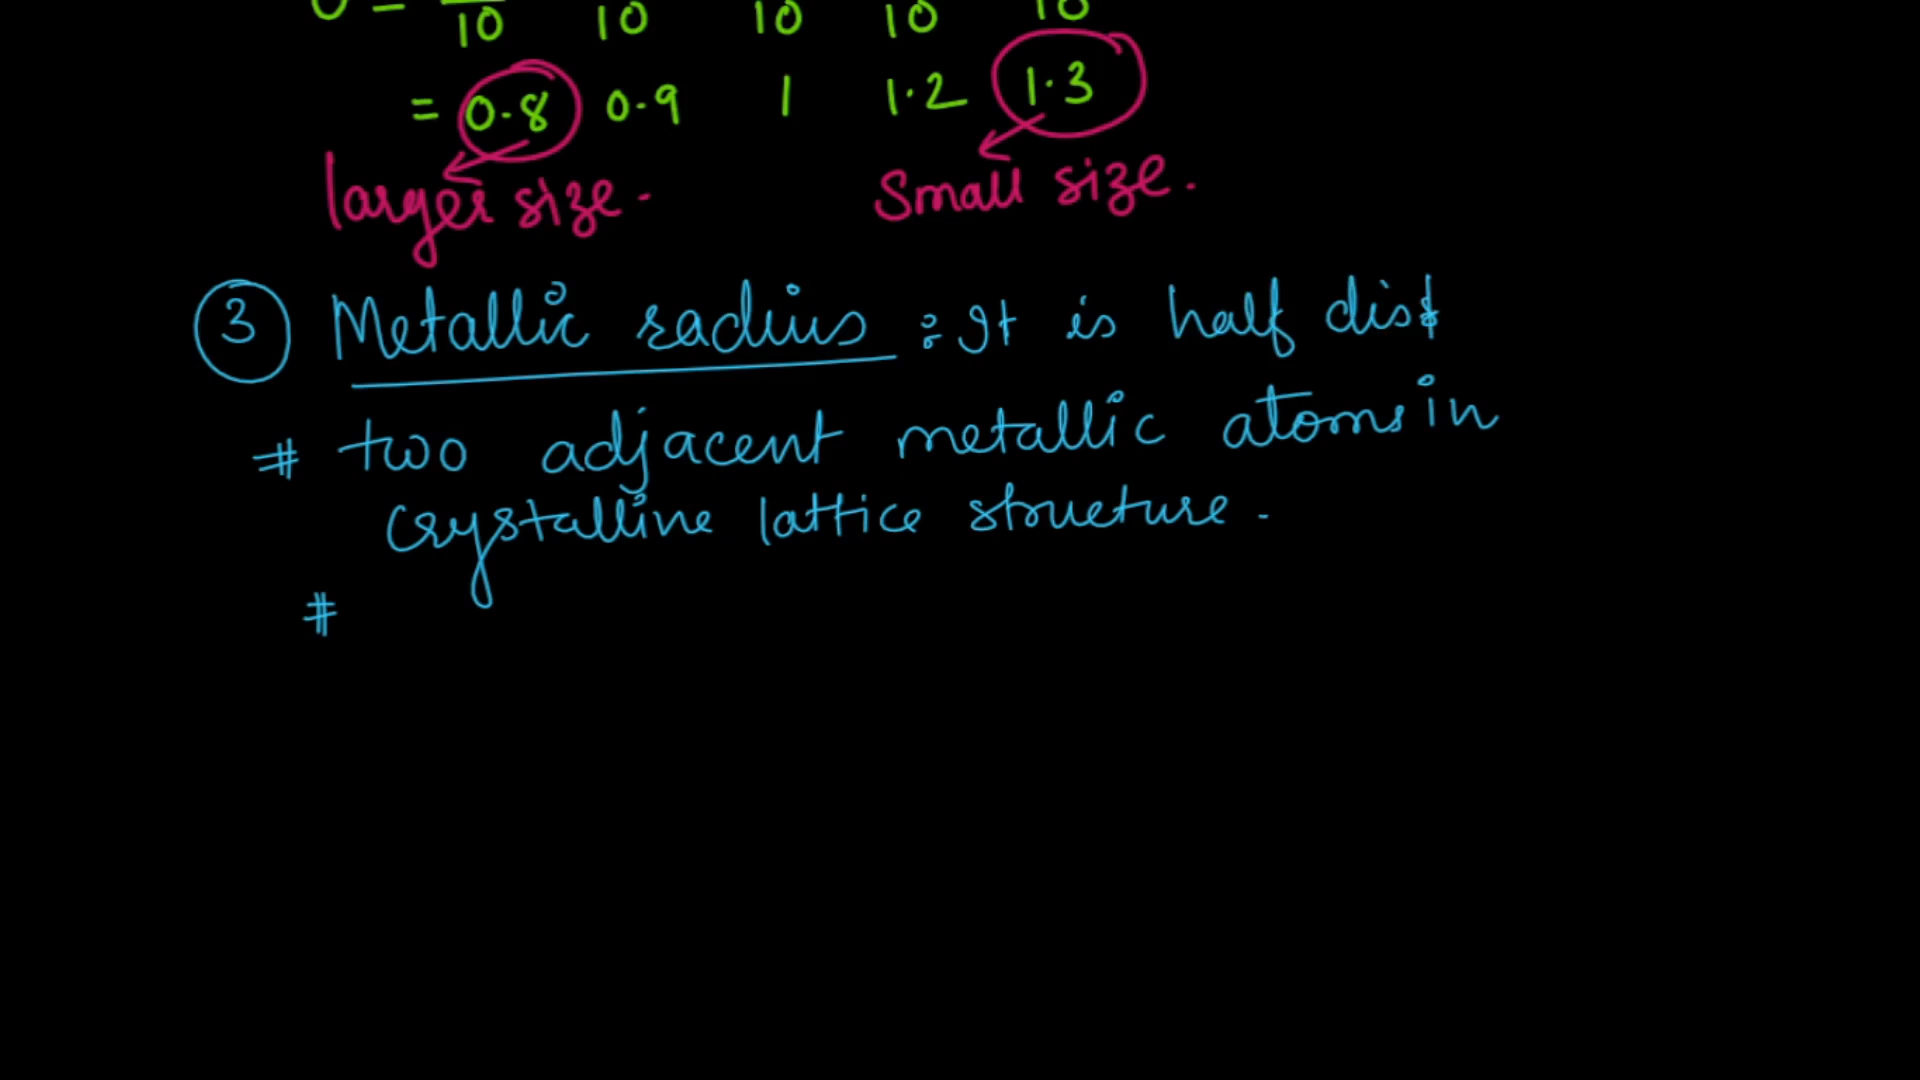 = 10 10 10 10 10
= 0.8 0.9 1 1.2 1.3
larger size. Small size.
3 Metallic radius : It is half dist
# two adjacent metallic atoms in
crystalline lattice structure.
#